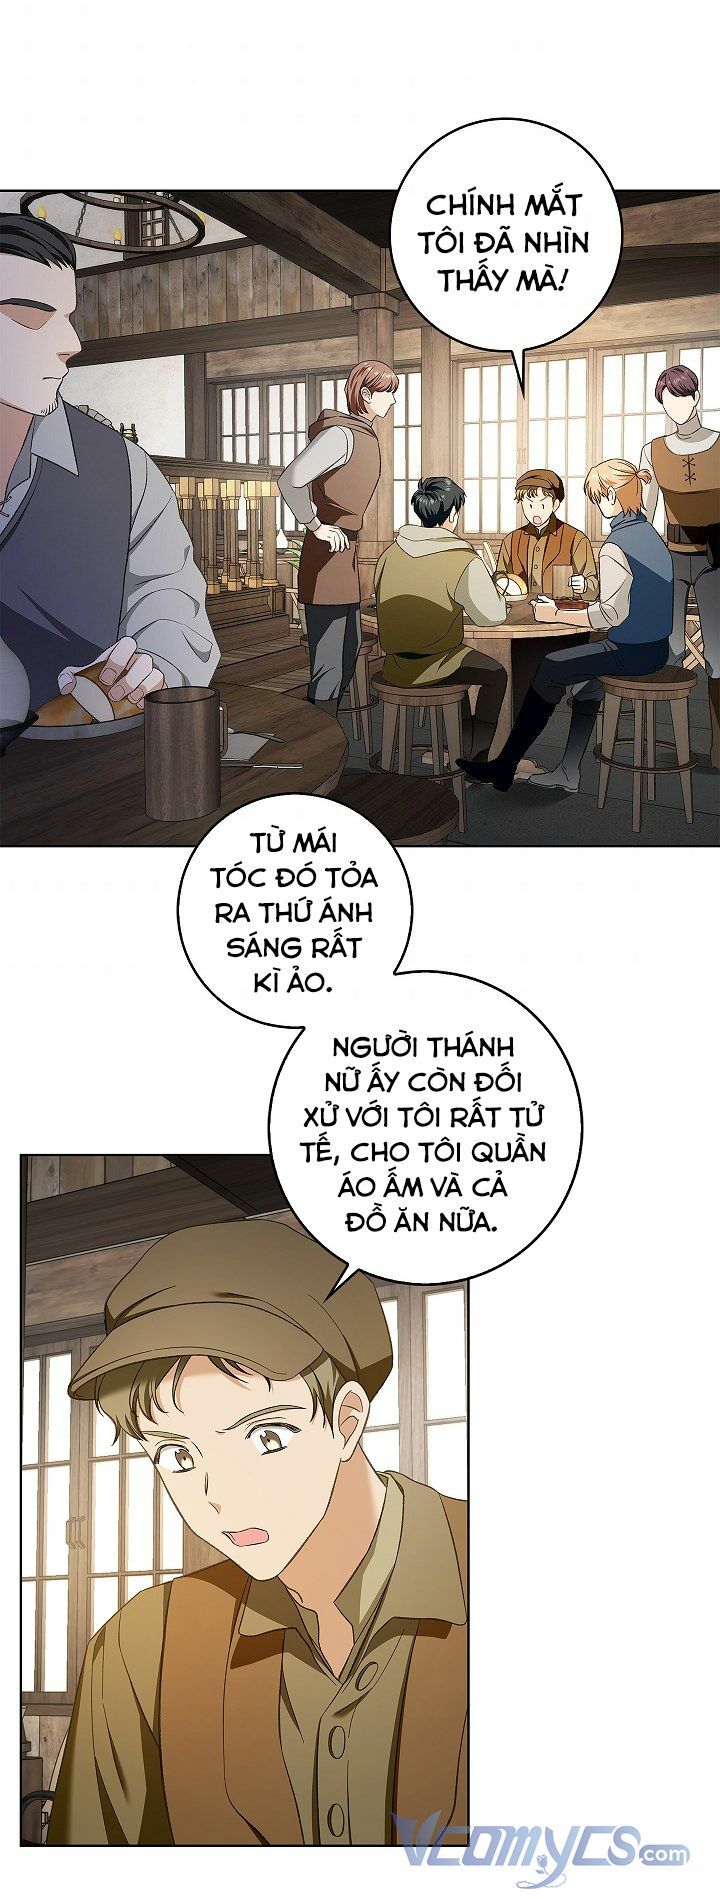 CHÍNH MẮT
TÔI ĐÃ NHÌN
THẤY MÀ!
TỪ MÁI
TÓC ĐÓ TỎA
RA THỨ ÁNH
SÁNG RẤT
KÌ ẢO.
NGƯỜI THÁNH
NỮ ẤY CÒN ĐỐI
XỬ VỚI TÔI RẤT TỬ
TẾ, CHO TÔI QUẦN
ÁO ẤM VÀ CẢ
ĐỒ ĂN NỮA.
VCOMYCS.com